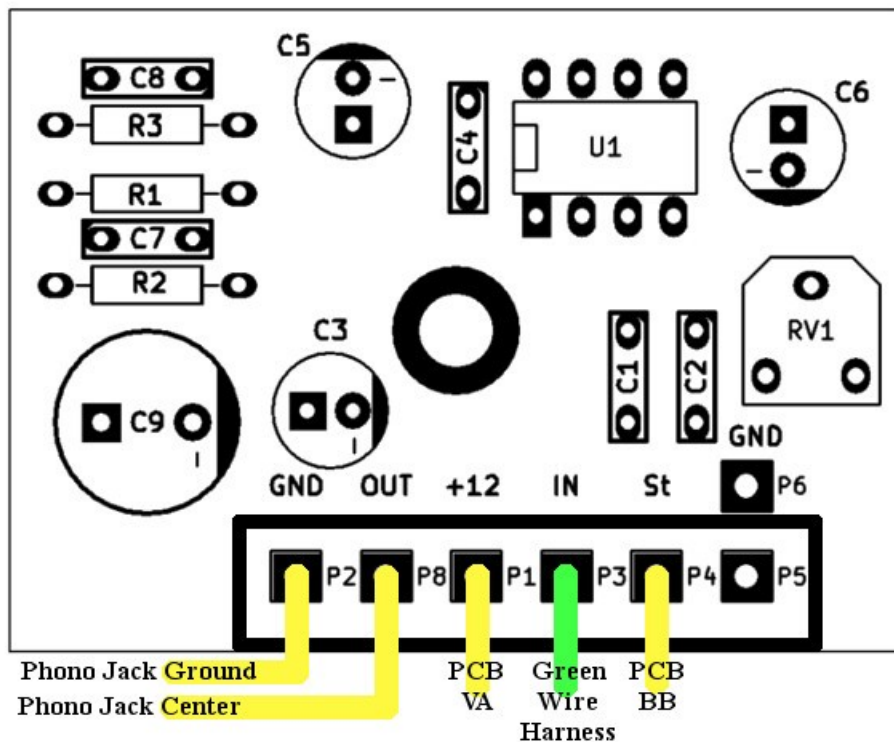 C5
C8
C6
R3
C4
U1
R1
C7
R2
C3
C1
C2
RV1
C9
GND
GND OUT +12 IN St
P6
P2 P8 P1 P3 P4 P5
Phono Jack Ground
PCB Green PCB
Phono Jack Center
VA Wire BB
Harness